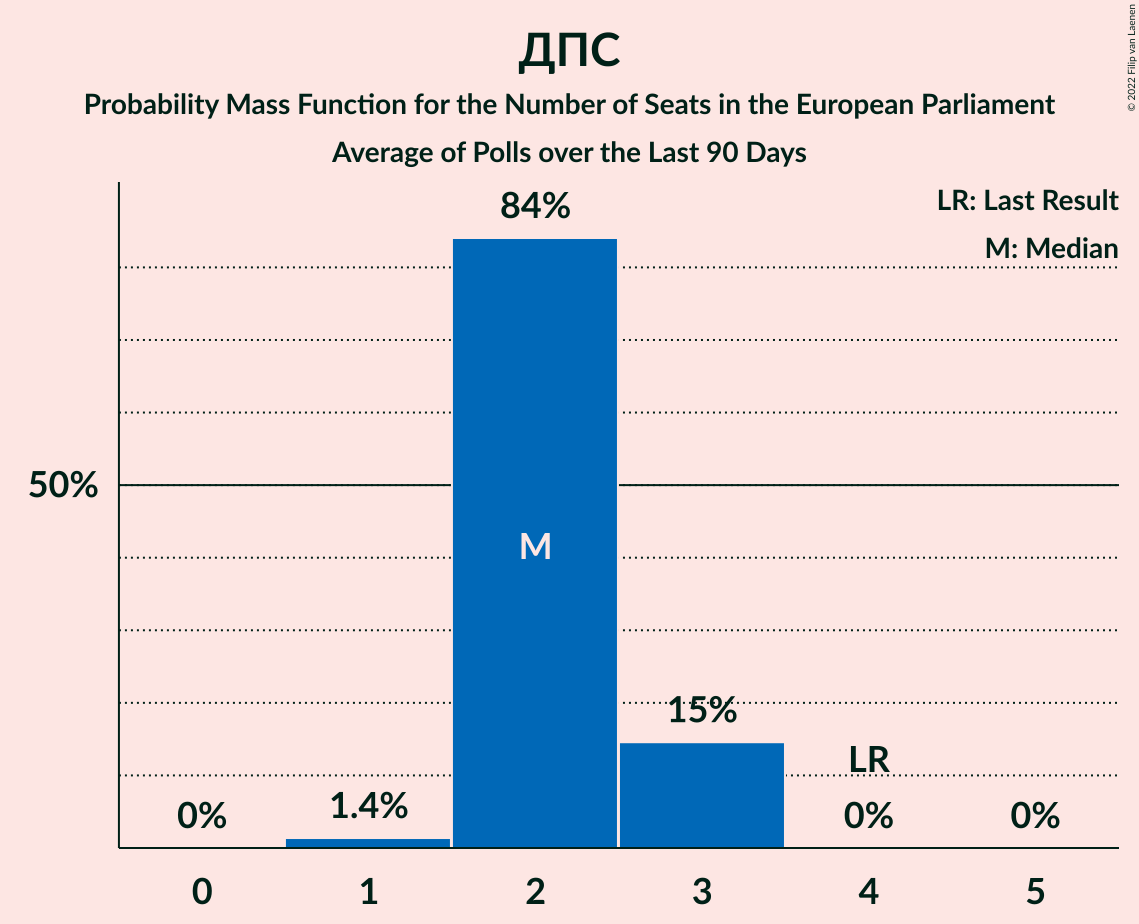 ДПС
Probability Mass Function for the Number of Seats in the European Parliament
Average of Polls over the Last 90 Days
© 2022 Filip van Laenen
LR: Last Result
M: Median
84%
50%
M
15%
LR
1.4%
0%
0%
0%
0 1 2 3 4 5